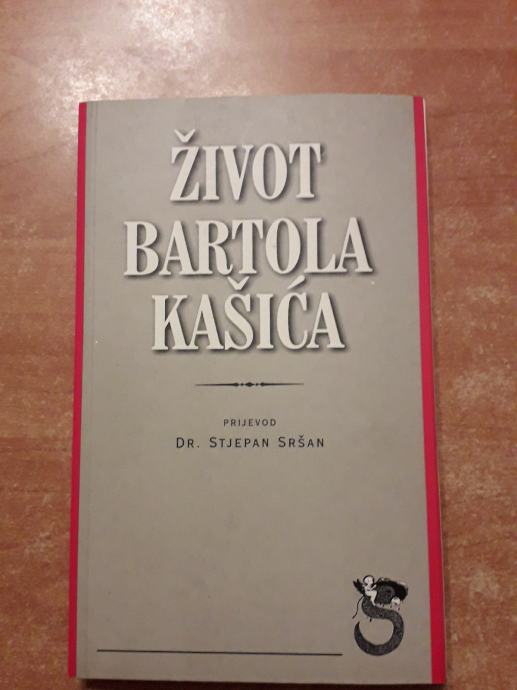 ŽIVOT
BARTOLA
KAŠIĆA
PRIJEVOD
DR. STJEPAN SRŠAN
S